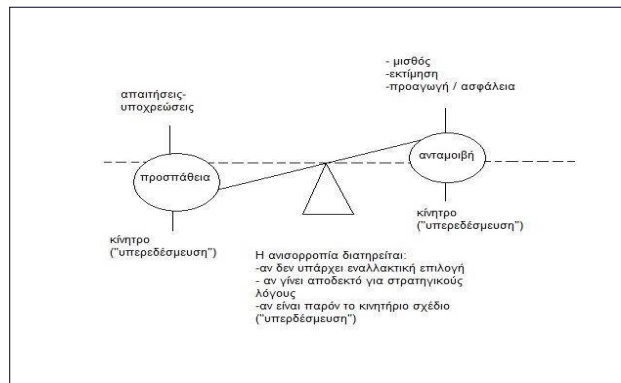 - μισθός
- εκτίμηση
-προαγωγή / ασφάλεια
απαιτήσεις-
υποχρεώσεις
ανταμοιβή
προσπάθεια
κίνητρο
("υπερεδέσμευση")
κίνητρο
("υπερεδέσμευση")
Η ανισορροπία διατηρείται:
-αν δεν υπάρχει εναλλακτική επιλογή
- αν γίνει αποδεκτό για στρατηγικούς
λόγους
-αν είναι παρόν το κινητήριο σχέδιο
("υπερδέσμευση")